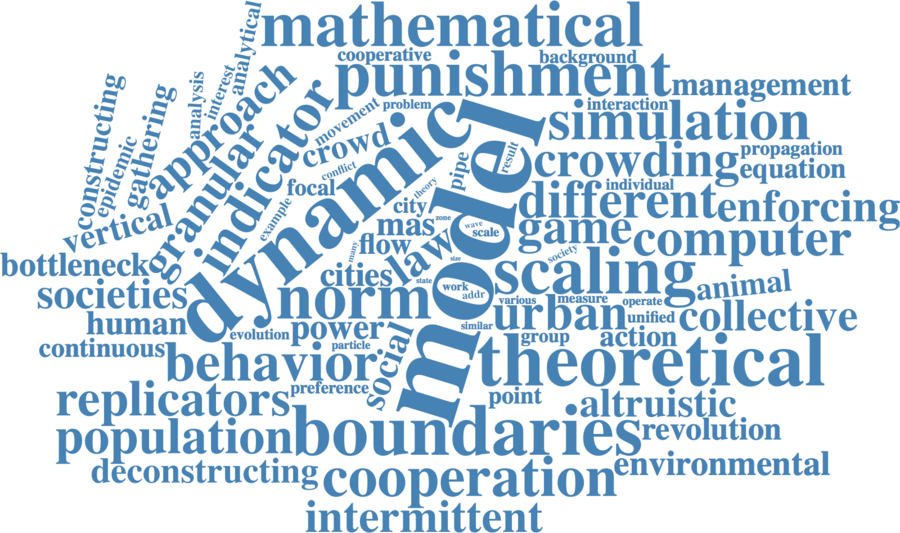 mathematical
analytical
cooperative
background
punishment
management
interest
analysis
approach
constructing
epidemic
gathering
granular
indicator
movement
problem
crowd
conflict
dynamic
model
interaction
simulation
pipe
result
crowding
propagation
equation
focal
theory
individual
different
enforcing
example
city
zone
mas
wave
scale
game
computer
vertical
flow
many
law
size
society
bottleneck
cities
state
scaling
animal
societies
norm
work
addr
various
measure
operate
human
urban
unified
collective
evolution
power
similar
group
action
continuous
particle
behavior
social
theoretical
preference
point
replicators
altruistic
population
boundaries
revolution
deconstructing
cooperation
environmental
intermittent